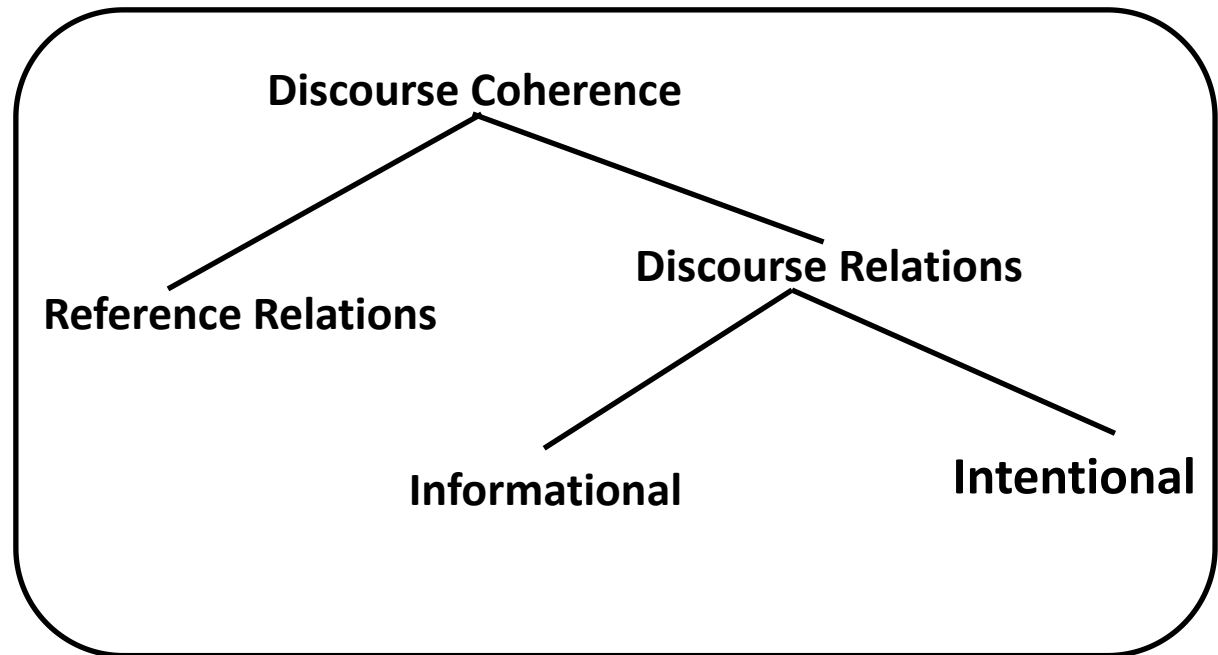 Discourse Coherence
Discourse Relations
Reference Relations
Informational
Intentional